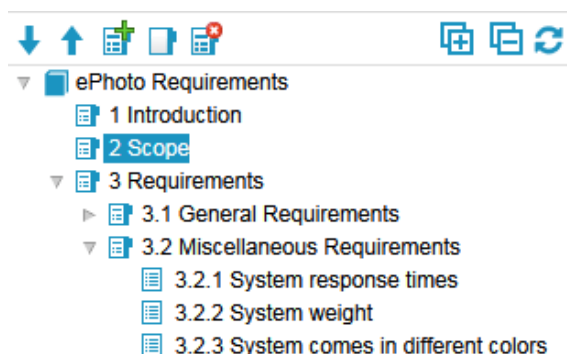 ePhoto Requirements
1 Introduction
2 Scope
3 Requirements
3.1 General Requirements
3.2 Miscellaneous Requirements
3.2.1 System response times
3.2.2 System weight
3.2.3 System comes in different colors